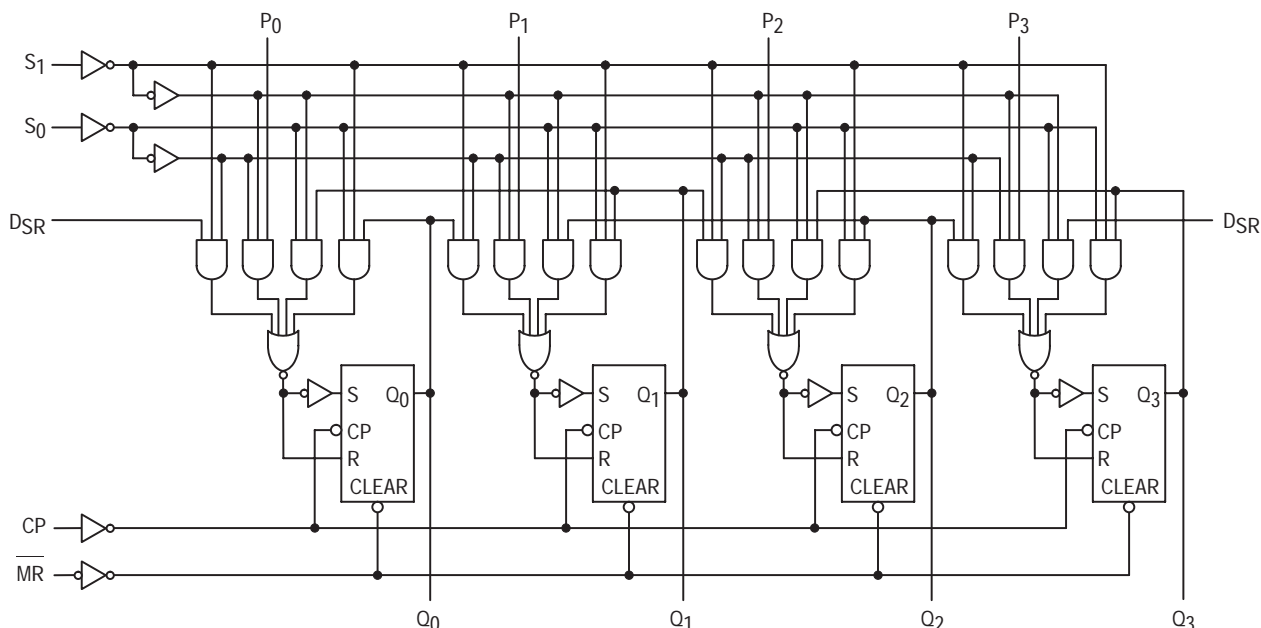 P0 P1 P2 P3
S1
S0
DSR DSR
S Q0 S Q1 S Q2 S Q3
CP CP CP CP
R R R R
CLEAR CLEAR CLEAR CLEAR
CP
M̅R̅
Q0 Q1 Q2 Q3